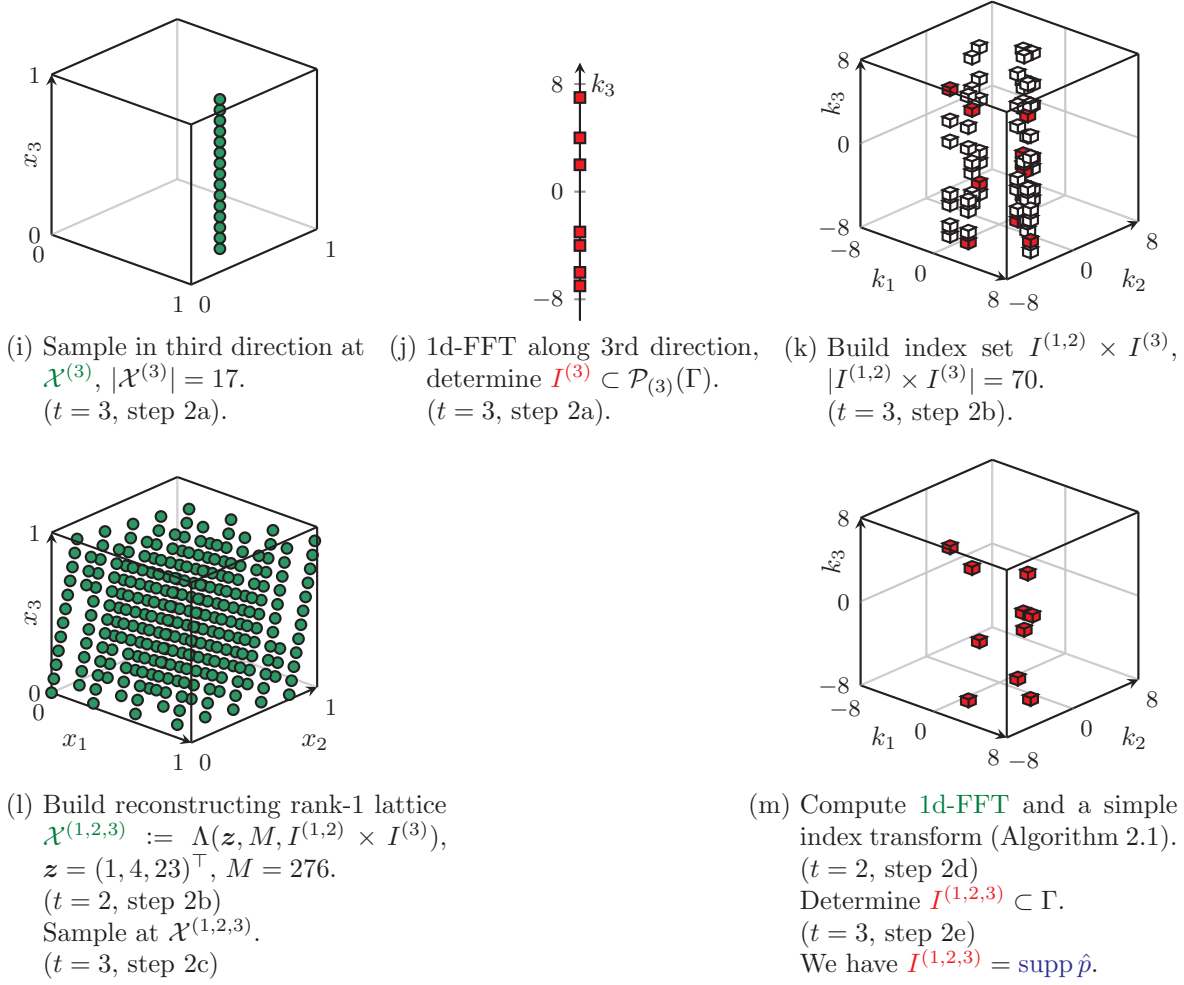 1
x₃
0
0
1 0
1
(i) Sample in third direction at
𝒳⁽³⁾, |𝒳⁽³⁾| = 17.
(t = 3, step 2a).
8
k₃
0
−8
(j) 1d-FFT along 3rd direction,
determine I⁽³⁾ ⊂ 𝒫₍₃₎(Γ).
(t = 3, step 2a).
8
k₃
0
−8
−8
k₁
0
8
−8
0
k₂
8
(k) Build index set I⁽¹,²⁾ × I⁽³⁾,
|I⁽¹,²⁾ × I⁽³⁾| = 70.
(t = 3, step 2b).
1
x₃
0
0
x₁
1 0
x₂
1
(l) Build reconstructing rank-1 lattice
𝒳⁽¹,²,³⁾ := Λ(𝒛, M, I⁽¹,²⁾ × I⁽³⁾),
𝒛 = (1, 4, 23)⊤, M = 276.
(t = 2, step 2b)
Sample at 𝒳⁽¹,²,³⁾.
(t = 3, step 2c)
8
k₃
0
−8
−8
k₁
0
8
−8
0
k₂
8
(m) Compute 1d-FFT and a simple
index transform (Algorithm 2.1).
(t = 2, step 2d)
Determine I⁽¹,²,³⁾ ⊂ Γ.
(t = 3, step 2e)
We have I⁽¹,²,³⁾ = supp p̂.